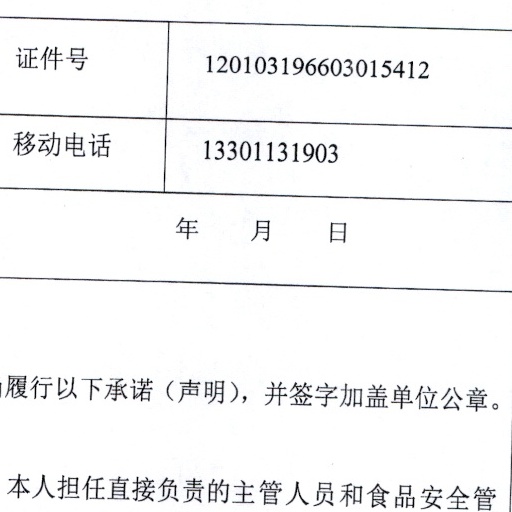 证件号 120103196603015412
移动电话 13301131903
年 月 日
履行以下承诺（声明），并签字加盖单位公章。
本人担任直接负责的主管人员和食品安全管